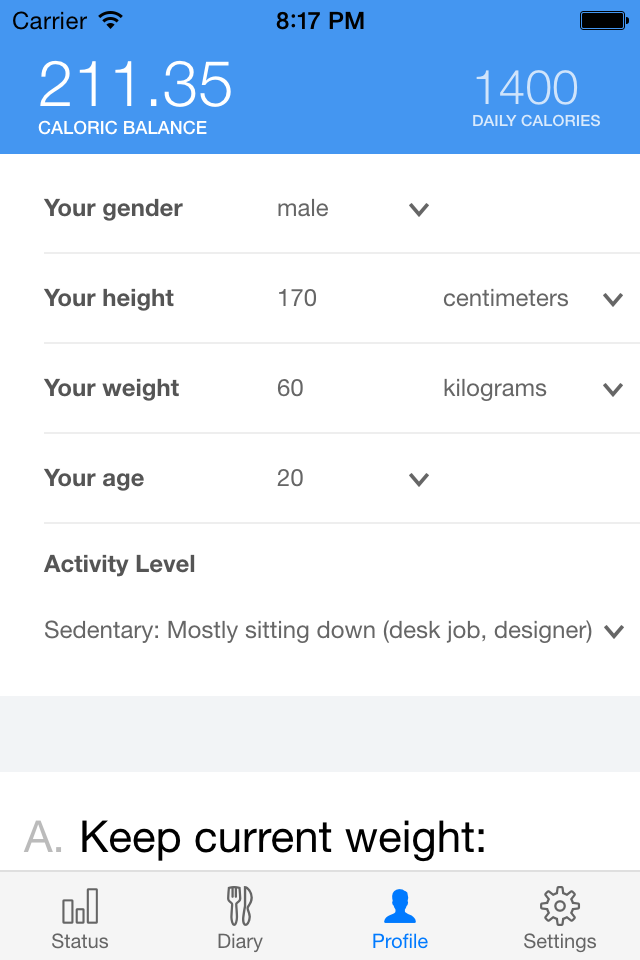 Carrier 8:17 PM
211.35 1400
CALORIC BALANCE DAILY CALORIES
Your gender male
Your height 170 centimeters
Your weight 60 kilograms
Your age 20
Activity Level
Sedentary: Mostly sitting down (desk job, designer)
A. Keep current weight:
Status Diary Profile Settings